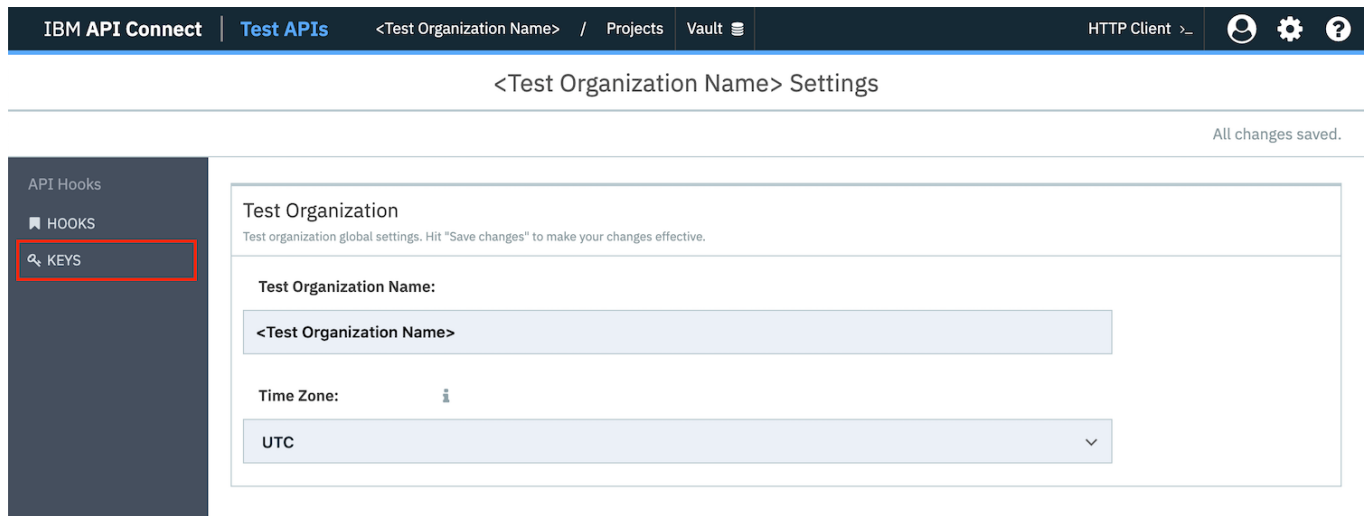 IBM API Connect | Test APIs <Test Organization Name> / Projects Vault HTTP Client >_
<Test Organization Name> Settings
All changes saved.
API Hooks
HOOKS
KEYS
Test Organization
Test organization global settings. Hit "Save changes" to make your changes effective.
Test Organization Name:
<Test Organization Name>
Time Zone:
UTC